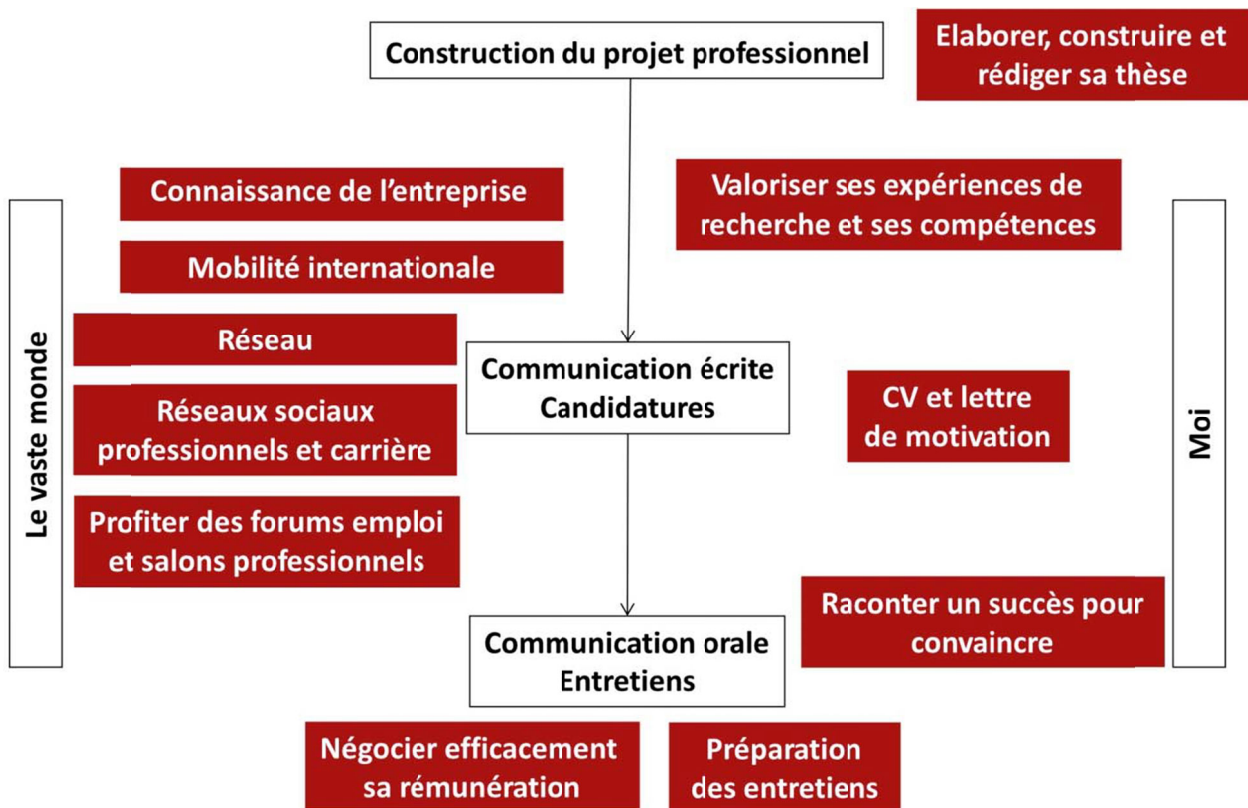 Construction du projet professionnel
Elaborer, construire et
rédiger sa thèse
Connaissance de l'entreprise
Valoriser ses expériences de
recherche et ses compétences
Mobilité internationale
Le vaste monde
Réseau
Communication écrite
Candidatures
Réseaux sociaux
professionnels et carrière
CV et lettre
de motivation
Moi
Profiter des forums emploi
et salons professionnels
Raconter un succès pour
convaincre
Communication orale
Entretiens
Négocier efficacement
sa rémunération
Préparation
des entretiens